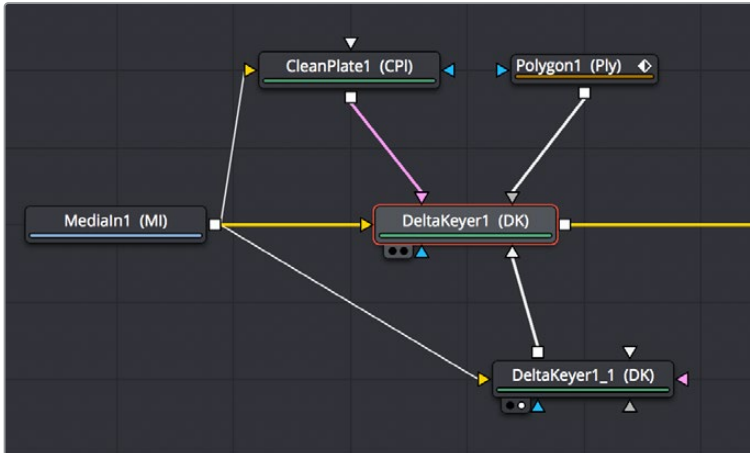 CleanPlate1 (CPl)
Polygon1 (Ply)
MediaIn1 (MI)
DeltaKeyer1 (DK)
DeltaKeyer1_1 (DK)